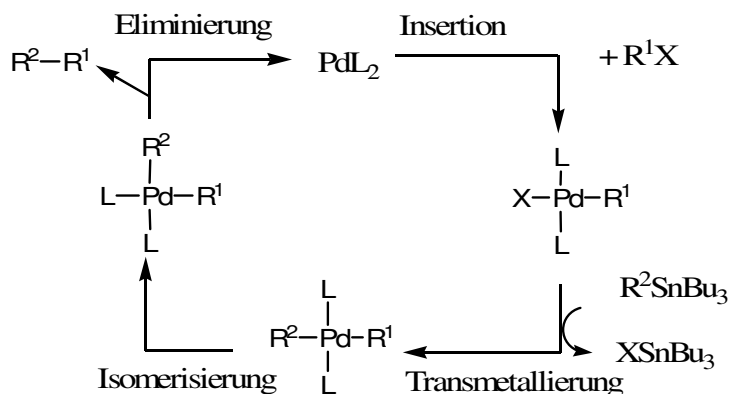 Eliminierung
Insertion
R²–R¹
PdL₂
+ R¹X
R²
L–Pd–R¹
L
L
X–Pd–R¹
L
R²SnBu₃
XSnBu₃
L
R²–Pd–R¹
L
Isomerisierung
Transmetallierung